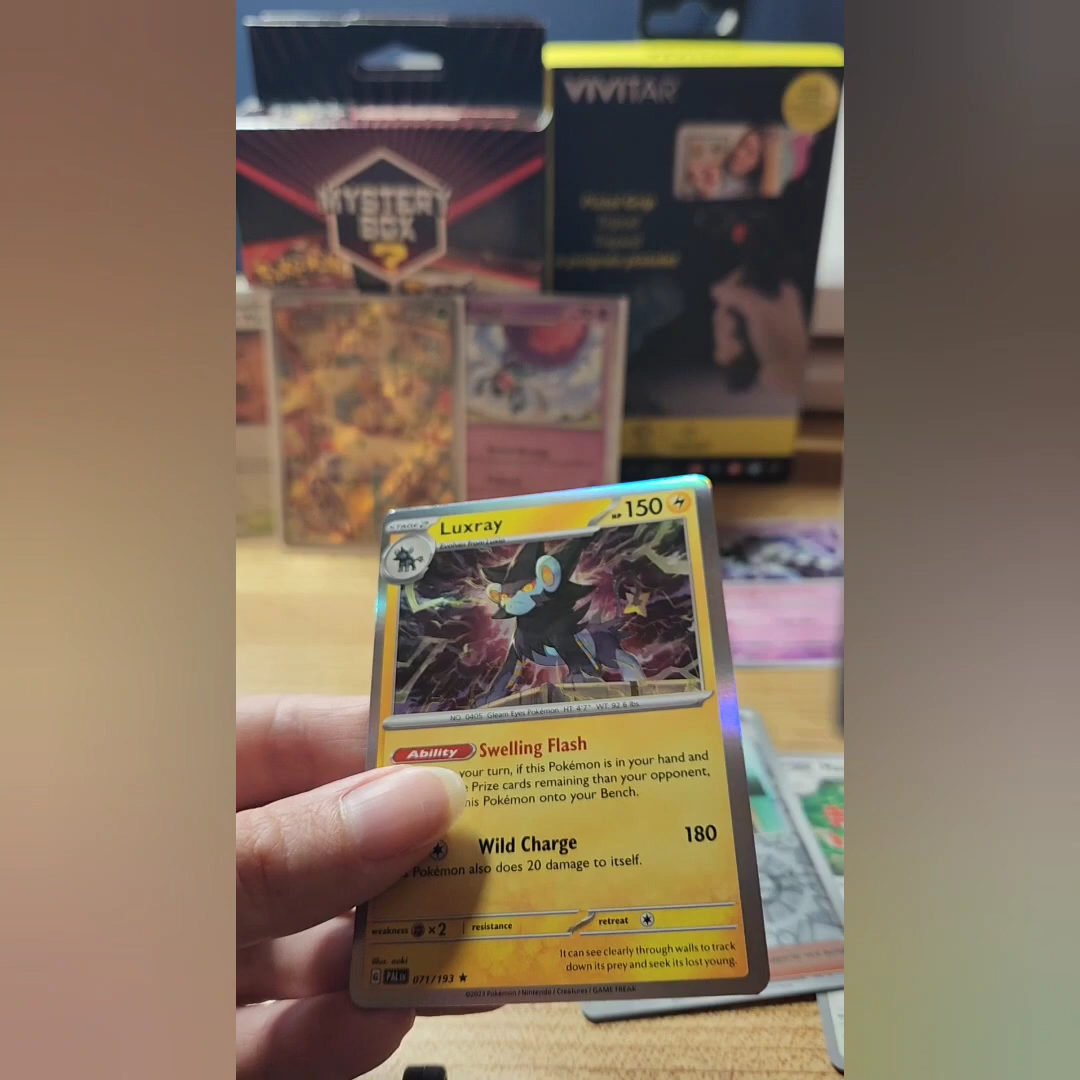 VIVITAR
MYSTERY
BOX
?
STAGE 2
Luxray
HP 150
Evolves from Luxio
NO. 0405 Gleam Eyes Pokémon HT: 4'7" WT: 92.6 lbs
Ability Swelling Flash
your turn, if this Pokémon is in your hand and
Prize cards remaining than your opponent,
Pokémon onto your Bench.
Wild Charge 180
Pokémon also does 20 damage to itself.
weakness ×2 resistance retreat
It can see clearly through walls to track
down its prey and seek its lost young.
Illus.
G PAL EN 071/193 ★
©2023 Pokémon / Nintendo / Creatures / GAME FREAK